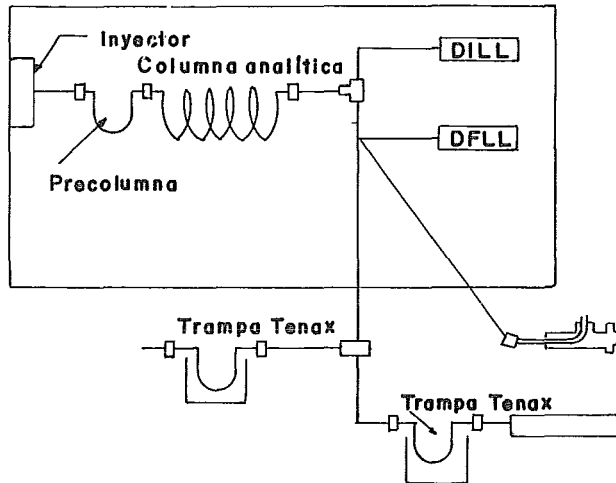 Inyector
Columna analítica
DILL
DFLL
Precolumna
Trampa Tenax
Trampa Tenax